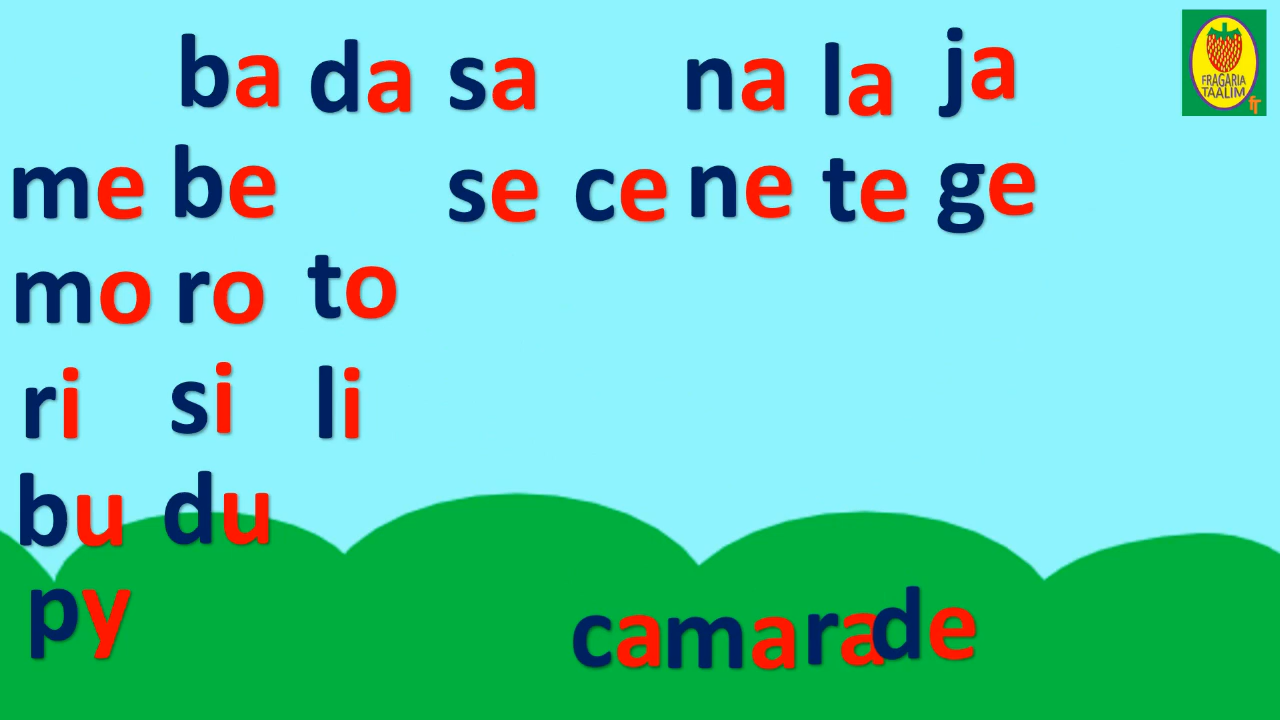 ba da sa na la ja
me be se ce ne te ge
mo ro to
ri si li
bu du
py
camarade
FRAGARIA
TAALIM
fT